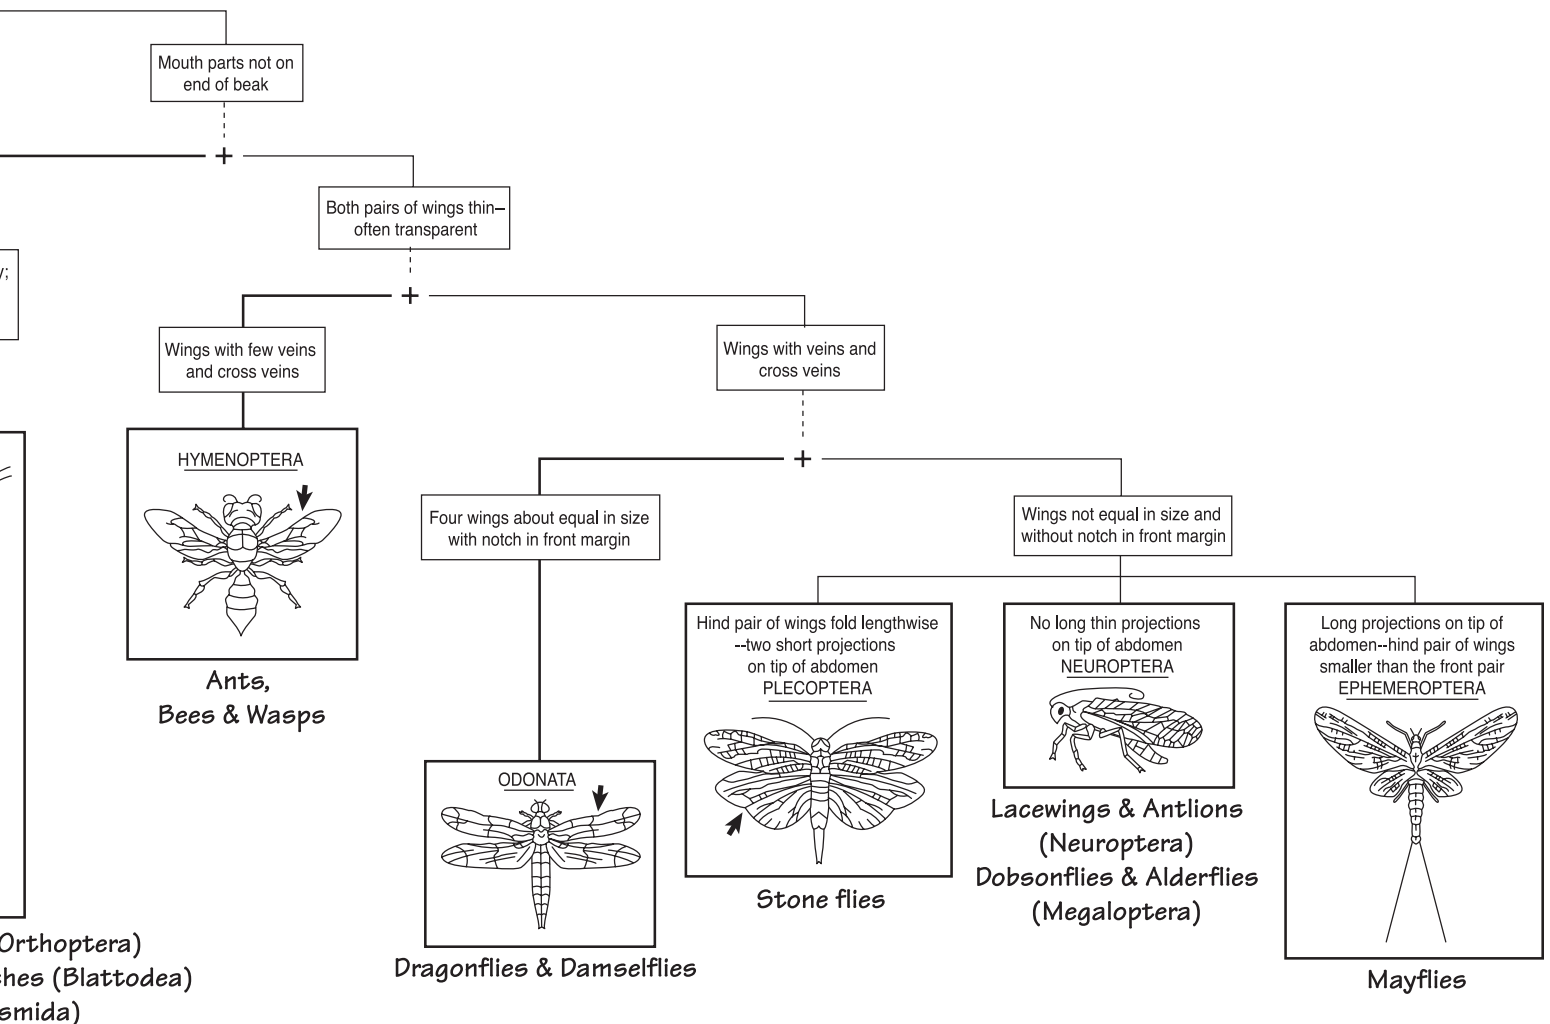 Mouth parts not on
end of beak
Both pairs of wings thin–
often transparent
y;
Wings with few veins
and cross veins
Wings with veins and
cross veins
HYMENOPTERA
Ants,
Bees & Wasps
Four wings about equal in size
with notch in front margin
Wings not equal in size and
without notch in front margin
ODONATA
Dragonflies & Damselflies
Hind pair of wings fold lengthwise
--two short projections
on tip of abdomen
PLECOPTERA
Stone flies
No long thin projections
on tip of abdomen
NEUROPTERA
Lacewings & Antlions
(Neuroptera)
Dobsonflies & Alderflies
(Megaloptera)
Long projections on tip of
abdomen--hind pair of wings
smaller than the front pair
EPHEMEROPTERA
Mayflies
Orthoptera)
ches (Blattodea)
smida)